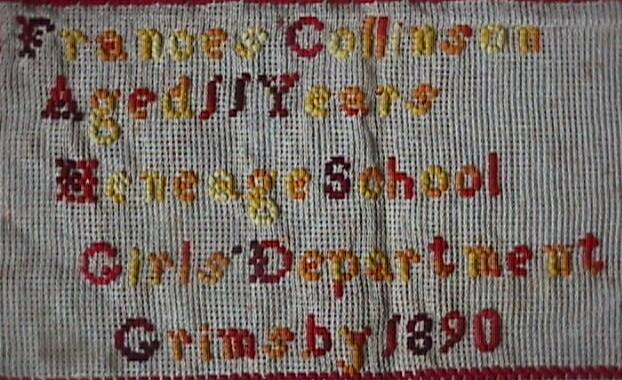 Frances Collinson
Aged 11 Years
Heneage School
Girls Department
Grimsby 1890